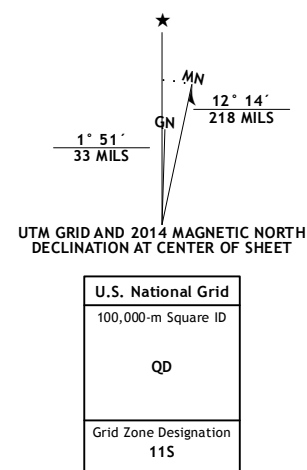 ★
MN
GN
12° 14´
218 MILS
1° 51´
33 MILS
UTM GRID AND 2014 MAGNETIC NORTH
DECLINATION AT CENTER OF SHEET
U.S. National Grid
100,000-m Square ID
QD
Grid Zone Designation
11S